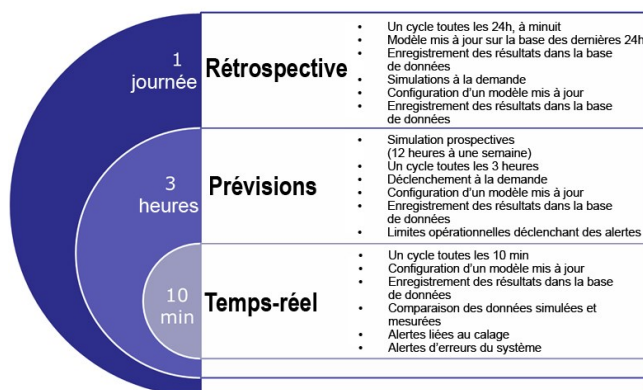 1
journée
Rétrospective
• Un cycle toutes les 24h, à minuit
• Modèle mis à jour sur la base des dernières 24h
• Enregistrement des résultats dans la base
de données
• Simulations à la demande
• Configuration d'un modèle mis à jour
• Enregistrement des résultats dans la base
de données
3
heures
Prévisions
• Simulation prospectives
(12 heures à une semaine)
• Un cycle toutes les 3 heures
• Déclenchement à la demande
• Configuration d'un modèle mis à jour
• Enregistrement des résultats dans la base
de données
• Limites opérationnelles déclenchant des alertes
10
min
Temps-réel
• Un cycle toutes les 10 min
• Configuration d'un modèle mis à jour
• Enregistrement des résultats dans la base
de données
• Comparaison des données simulées et
mesurées
• Alertes liées au calage
• Alertes d'erreurs du système